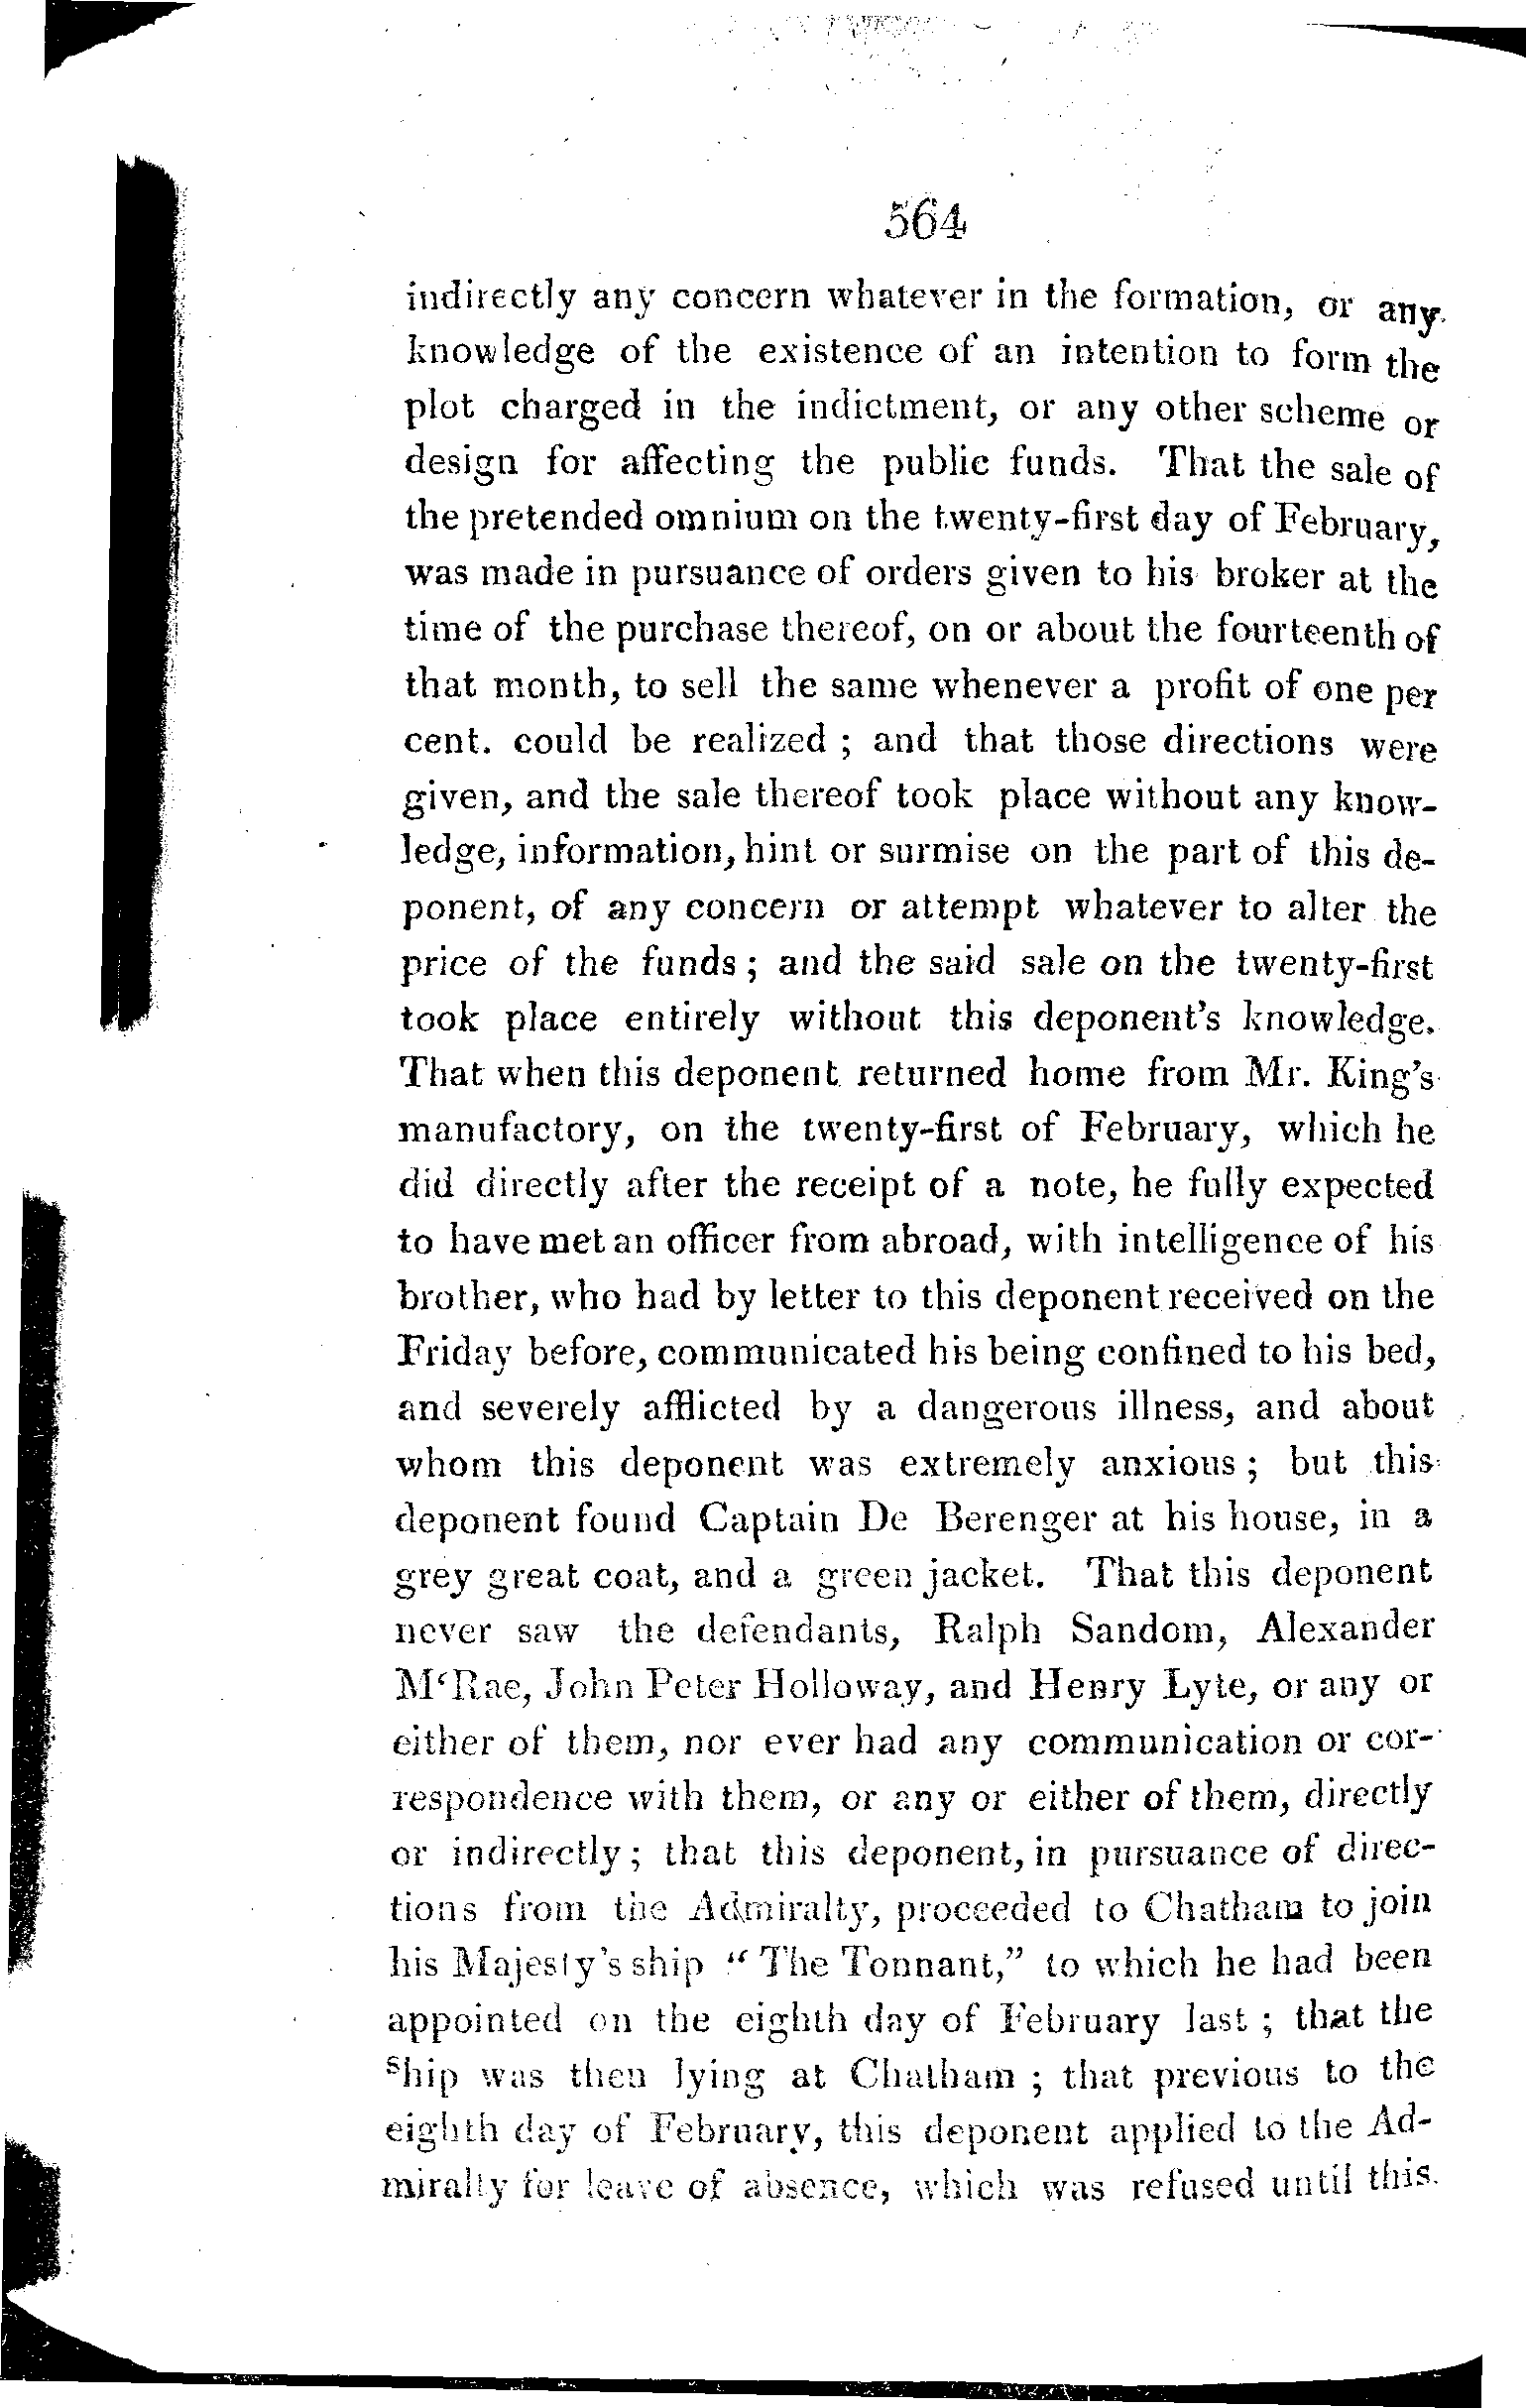 564
indirectly any concern whatever in the formation, or any
knowledge of the existence of an intention to form the
plot charged in the indictment, or any other scheme or
design for affecting the public funds. That the sale of
the pretended omnium on the twenty-first day of February,
was made in pursuance of orders given to his broker at the
time of the purchase thereof, on or about the fourteenth of
that month, to sell the same whenever a profit of one per
cent. could be realized ; and that those directions were
given, and the sale thereof took place without any know-
ledge, information, hint or surmise on the part of this de-
ponent, of any concern or attempt whatever to alter the
price of the funds ; and the said sale on the twenty-first
took place entirely without this deponent's knowledge.
That when this deponent returned home from Mr. King's
manufactory, on the twenty-first of February, which he
did directly after the receipt of a note, he fully expected
to have met an officer from abroad, with intelligence of his
brother, who had by letter to this deponent received on the
Friday before, communicated his being confined to his bed,
and severely afflicted by a dangerous illness, and about
whom this deponent was extremely anxious ; but this
deponent found Captain De Berenger at his house, in a
grey great coat, and a green jacket. That this deponent
never saw the defendants, Ralph Sandom, Alexander
M‘Rae, John Peter Holloway, and Henry Lyte, or any or
either of them, nor ever had any communication or cor-
respondence with them, or any or either of them, directly
or indirectly ; that this deponent, in pursuance of direc-
tions from the Admiralty, proceeded to Chatham to join
his Majesty's ship “ The Tonnant,” to which he had been
appointed on the eighth day of February last ; that the
ship was then lying at Chatham ; that previous to the
eighth day of February, this deponent applied to the Ad-
miralty for leave of absence, which was refused until this